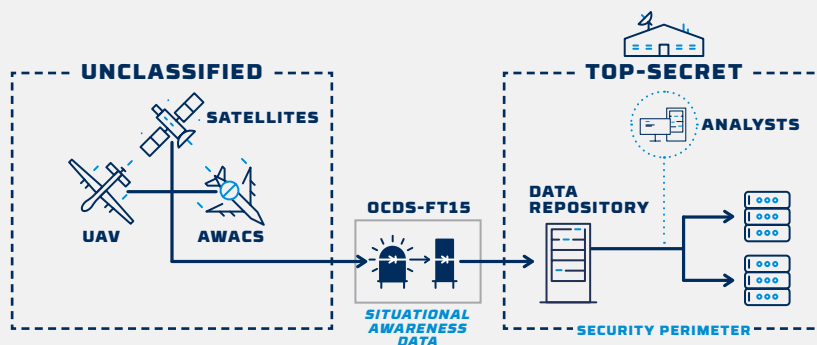 UNCLASSIFIED
SATELLITES
UAV
AWACS
OCDS-FT15
SITUATIONAL
AWARENESS
DATA
TOP-SECRET
ANALYSTS
DATA
REPOSITORY
SECURITY PERIMETER